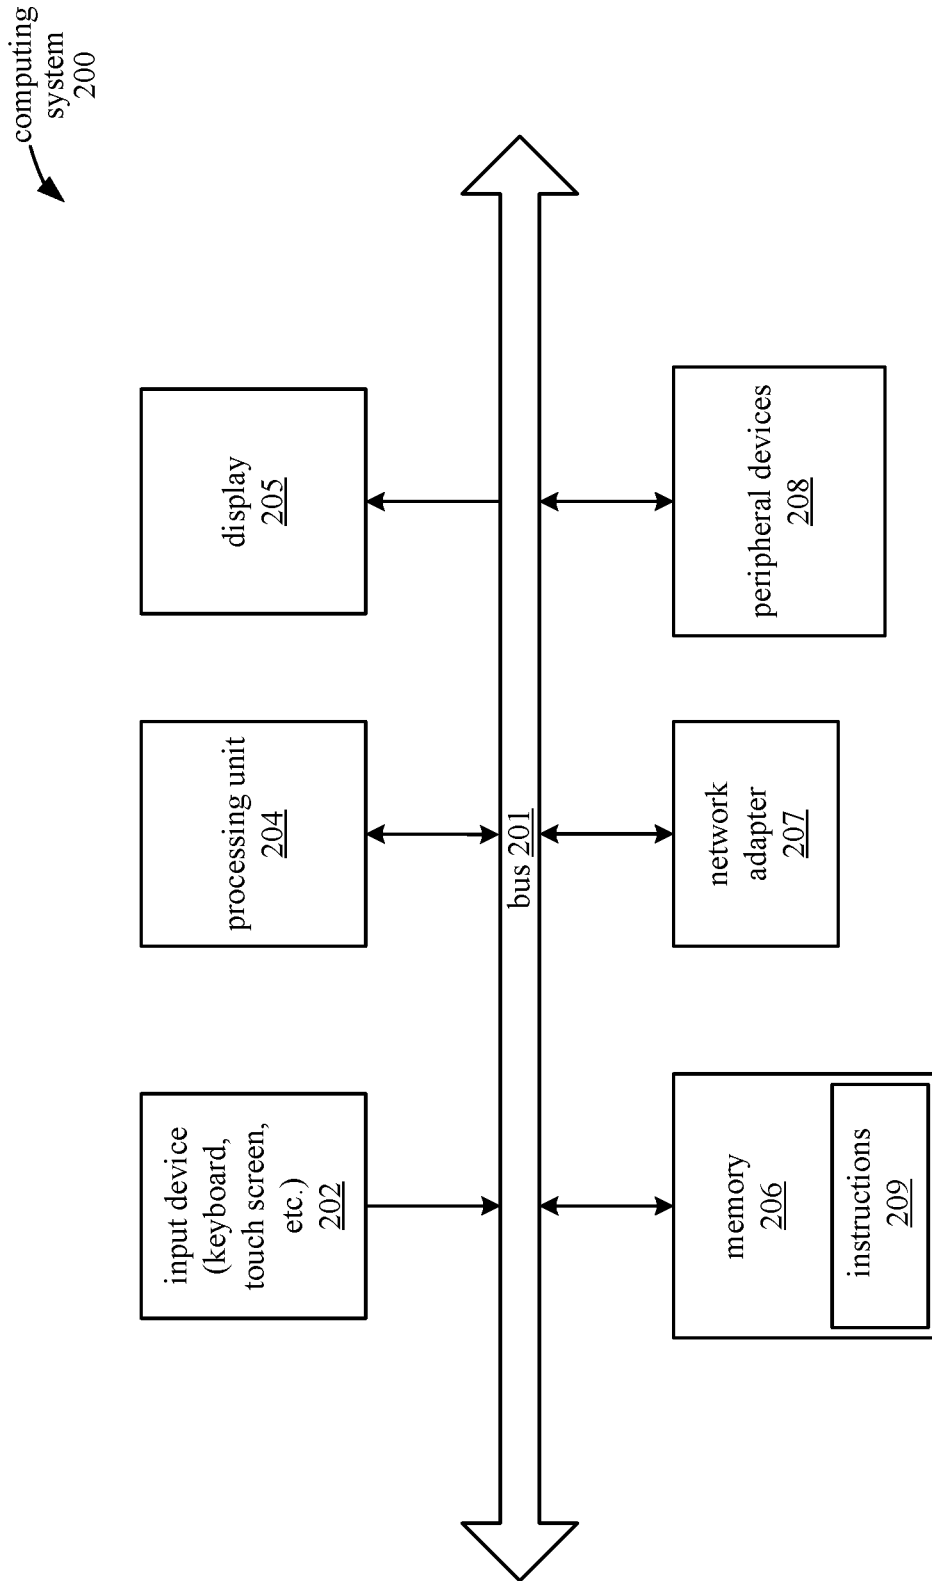 computing
system
200
input device
(keyboard,
touch screen,
etc.)
202
processing unit
204
display
205
bus 201
memory
206
instructions
209
network
adapter
207
peripheral devices
208